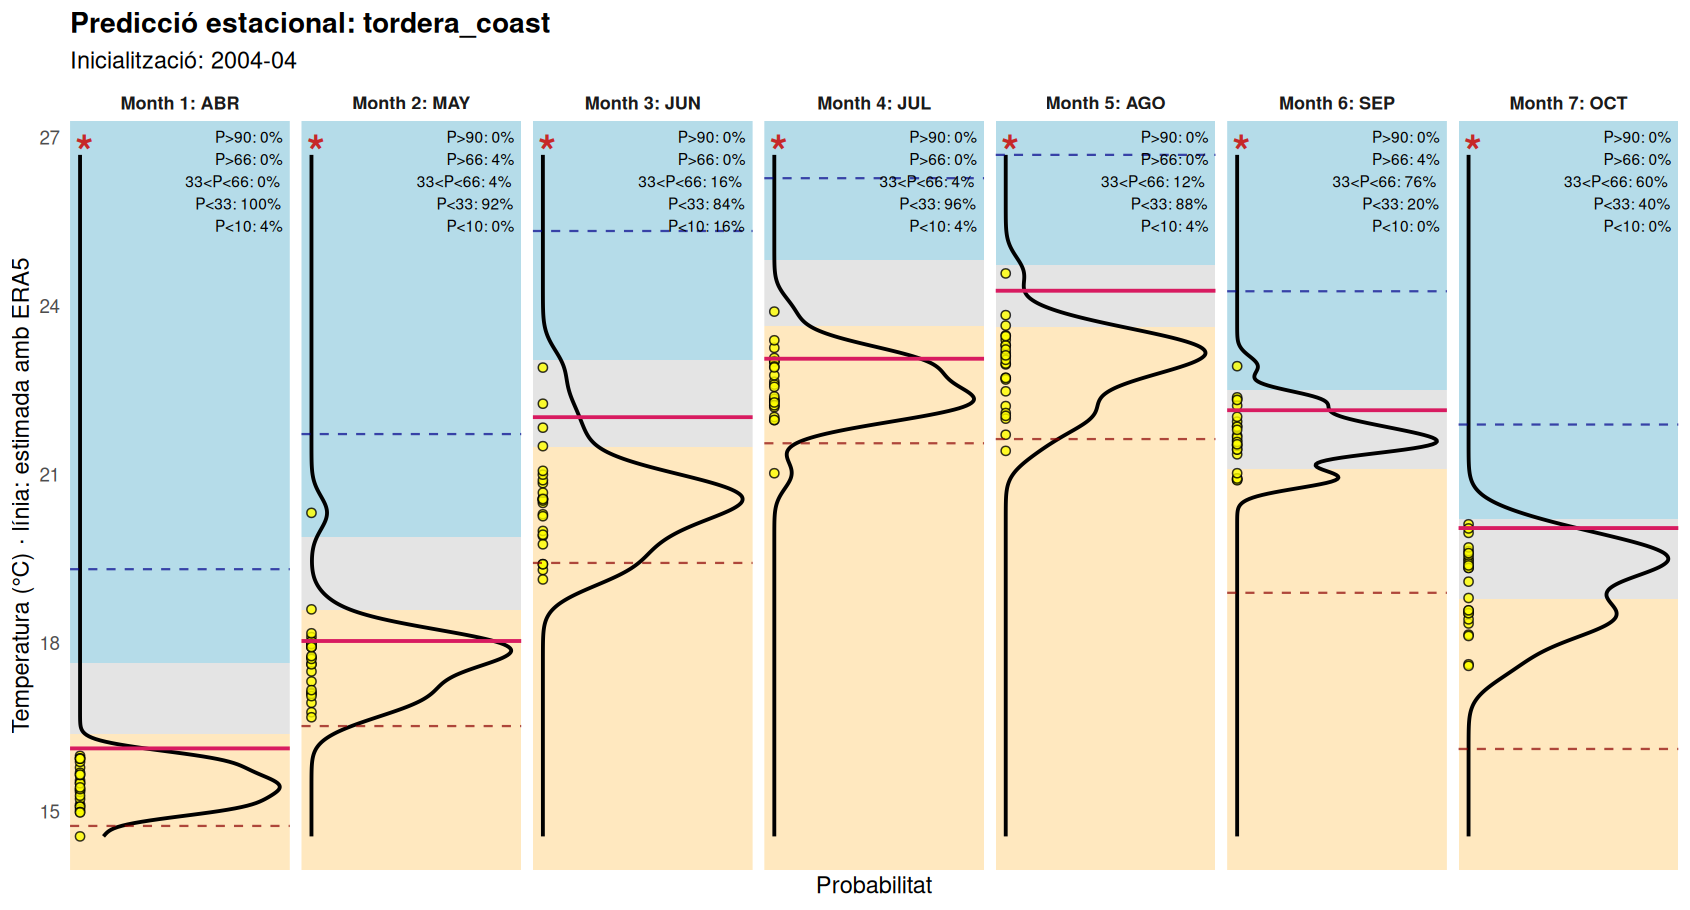 Predicció estacional: tordera_coast
Inicialització: 2004-04
Month 1: ABR
Month 2: MAY
Month 3: JUN
Month 4: JUL
Month 5: AGO
Month 6: SEP
Month 7: OCT
Temperatura (°C) · línia: estimada amb ERA5
27
24
21
18
15
*
P>90: 0%
P>66: 0%
33<P<66: 0%
P<33: 100%
P<10: 4%
*
P>90: 0%
P>66: 4%
33<P<66: 4%
P<33: 92%
P<10: 0%
*
P>90: 0%
P>66: 0%
33<P<66: 16%
P<33: 84%
P<10: 16%
*
P>90: 0%
P>66: 0%
33<P<66: 4%
P<33: 96%
P<10: 4%
*
P>90: 0%
P>66: 0%
33<P<66: 12%
P<33: 88%
P<10: 4%
*
P>90: 0%
P>66: 4%
33<P<66: 76%
P<33: 20%
P<10: 0%
*
P>90: 0%
P>66: 0%
33<P<66: 60%
P<33: 40%
P<10: 0%
Probabilitat